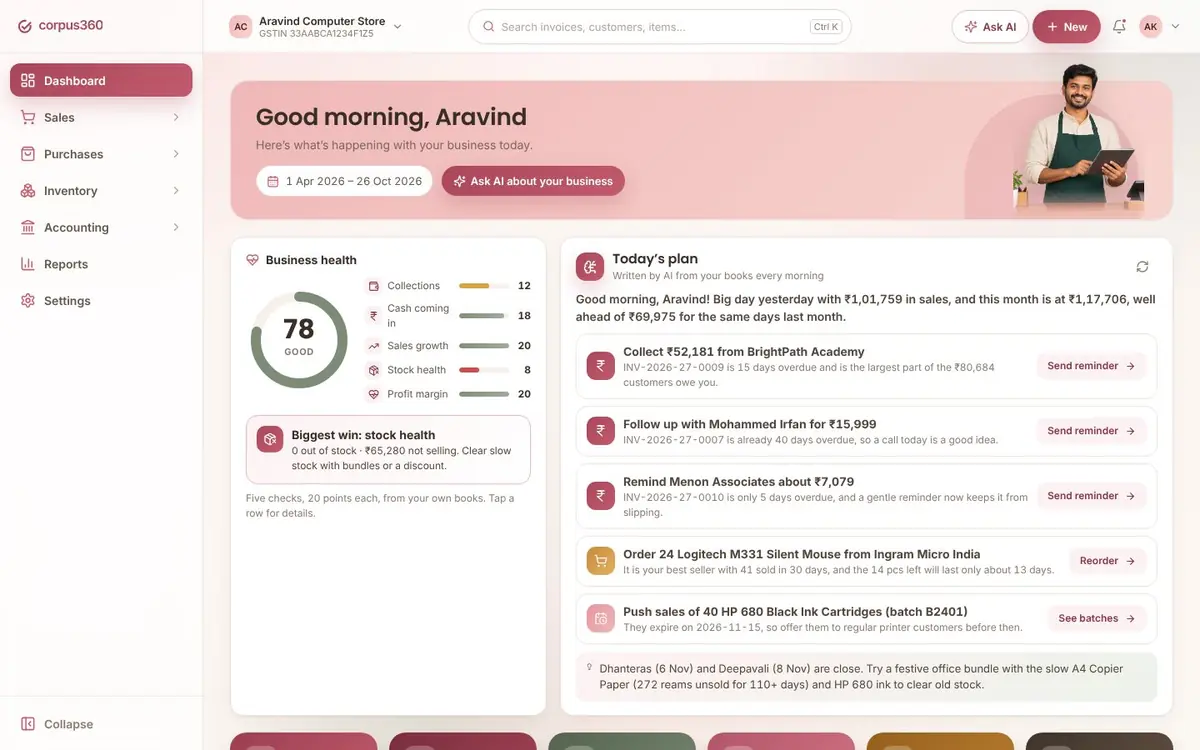 corpus360
AC
Aravind Computer Store
GSTIN 33AABCA1234F1Z5
Search invoices, customers, items...
Ctrl K
Ask AI
New
AK
Dashboard
Sales
Purchases
Inventory
Accounting
Reports
Settings
Collapse
Good morning, Aravind
Here's what's happening with your business today.
1 Apr 2026 – 26 Oct 2026
Ask AI about your business
Business health
78
GOOD
Collections 12
Cash coming
in 18
Sales growth 20
Stock health 8
Profit margin 20
Biggest win: stock health
0 out of stock · ₹65,280 not selling. Clear slow
stock with bundles or a discount.
Five checks, 20 points each, from your own books. Tap a
row for details.
Today's plan
Written by AI from your books every morning
Good morning, Aravind! Big day yesterday with ₹1,01,759 in sales, and this month is at ₹1,17,706, well
ahead of ₹69,975 for the same days last month.
Collect ₹52,181 from BrightPath Academy
INV-2026-27-0009 is 15 days overdue and is the largest part of the ₹80,684
customers owe you.
Send reminder
Follow up with Mohammed Irfan for ₹15,999
INV-2026-27-0007 is already 40 days overdue, so a call today is a good idea.
Send reminder
Remind Menon Associates about ₹7,079
INV-2026-27-0010 is only 5 days overdue, and a gentle reminder now keeps it from
slipping.
Send reminder
Order 24 Logitech M331 Silent Mouse from Ingram Micro India
It is your best seller with 41 sold in 30 days, and the 14 pcs left will last only about 13 days.
Reorder
Push sales of 40 HP 680 Black Ink Cartridges (batch B2401)
They expire on 2026-11-15, so offer them to regular printer customers before then.
See batches
Dhanteras (6 Nov) and Deepavali (8 Nov) are close. Try a festive office bundle with the slow A4 Copier
Paper (272 reams unsold for 110+ days) and HP 680 ink to clear old stock.